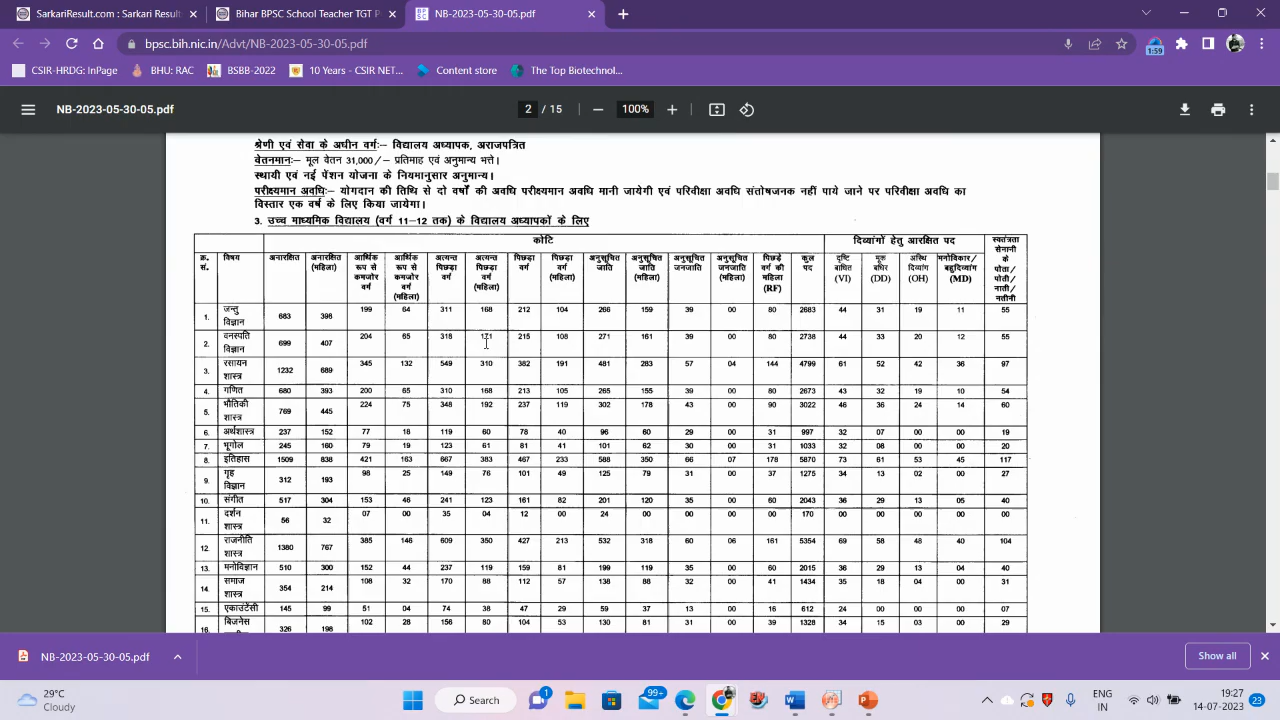 SarkariResult.com : Sarkari Result
Bihar BPSC School Teacher TGT P
NB-2023-05-30-05.pdf
bpsc.bih.nic.in/Advt/NB-2023-05-30-05.pdf
1:59
CSIR-HRDG: InPage
BHU: RAC
BSBB-2022
10 Years - CSIR NET...
Content store
The Top Biotechnol...
NB-2023-05-30-05.pdf
2 / 15
100%
श्रेणी एवं सेवा के अधीन वर्गः– विद्यालय अध्यापक, अराजपत्रित
वेतनमानः– मूल वेतन 31,000/– प्रतिमाह एवं अनुमान्य भत्ते।
स्थायी एवं नई पेंशन योजना के नियमानुसार अनुमान्य।
परीक्ष्यमान अवधिः– योगदान की तिथि से दो वर्षों की अवधि परीक्ष्यमान अवधि मानी जायेगी एवं परिवीक्षा अवधि संतोषजनक नहीं पाये जाने पर परिवीक्षा अवधि का
विस्तार एक वर्ष के लिए किया जायेगा।
3. उच्च माध्यमिक विद्यालय (वर्ग 11–12 तक) के विद्यालय अध्यापकों के लिए
कोटि दिव्यांगों हेतु आरक्षित पद
क्र. सं. विषय अनारक्षित अनारक्षित (महिला) आर्थिक रूप से कमजोर वर्ग आर्थिक रूप से कमजोर वर्ग (महिला) अत्यन्त पिछड़ा वर्ग अत्यन्त पिछड़ा वर्ग (महिला) पिछड़ा वर्ग पिछड़ा वर्ग (महिला) अनुसूचित जाति अनुसूचित जाति (महिला) अनुसूचित जनजाति अनुसूचित जनजाति (महिला) पिछड़े वर्ग की महिला (RF) कुल पद दृष्टि बाधित (VI) मूक बधिर (DD) अस्थि दिव्यांग (OH) मनोविकार/ बहुदिव्यांग (MD) स्वतंत्रता सेनानी के पोता/ पोती/ नाती/ नतीनी
1. जन्तु विज्ञान 683 398 199 64 311 168 212 104 266 159 39 00 80 2683 44 31 19 11 55
2. वनस्पति विज्ञान 699 407 204 65 318 171 215 108 271 161 39 00 80 2738 44 33 20 12 55
3. रसायन शास्त्र 1232 689 345 132 549 310 382 191 481 283 57 04 144 4799 61 52 42 36 97
4. गणित 680 393 200 65 310 168 213 105 265 155 39 00 80 2673 43 32 19 10 54
5. भौतिकी शास्त्र 769 445 224 75 348 192 237 119 302 178 43 00 90 3022 46 36 24 14 60
6. अर्थशास्त्र 237 152 77 18 119 60 78 40 96 60 29 00 31 997 32 07 00 00 19
7. भूगोल 245 160 79 19 123 61 81 41 101 62 30 00 31 1033 32 08 00 00 20
8. इतिहास 1509 838 421 163 667 383 467 233 588 350 66 07 178 5870 73 61 53 45 117
9. गृह विज्ञान 312 193 98 25 149 76 101 49 125 79 31 00 37 1275 34 13 02 00 27
10. संगीत 517 304 153 46 241 123 161 82 201 120 35 00 60 2043 36 29 13 05 40
11. दर्शन शास्त्र 56 32 07 00 35 04 12 00 24 00 00 00 00 170 00 00 00 00 00
12. राजनीति शास्त्र 1380 767 385 146 609 350 427 213 532 318 60 06 161 5354 69 58 48 40 104
13. मनोविज्ञान 510 300 152 44 237 119 159 81 199 119 35 00 60 2015 36 29 13 04 40
14. समाज शास्त्र 354 214 108 32 170 88 112 57 138 88 32 00 41 1434 35 18 04 00 31
15. एकाउंटेंसी 145 99 51 04 74 38 47 29 59 37 13 00 16 612 24 00 00 00 07
16. बिजनेस 326 198 102 28 156 80 104 53 130 81 31 00 39 1328 34 15 03 00 29
NB-2023-05-30-05.pdf
Show all
29°C
Cloudy
Search
1
99+
ENG
IN
19:27
14-07-2023
23